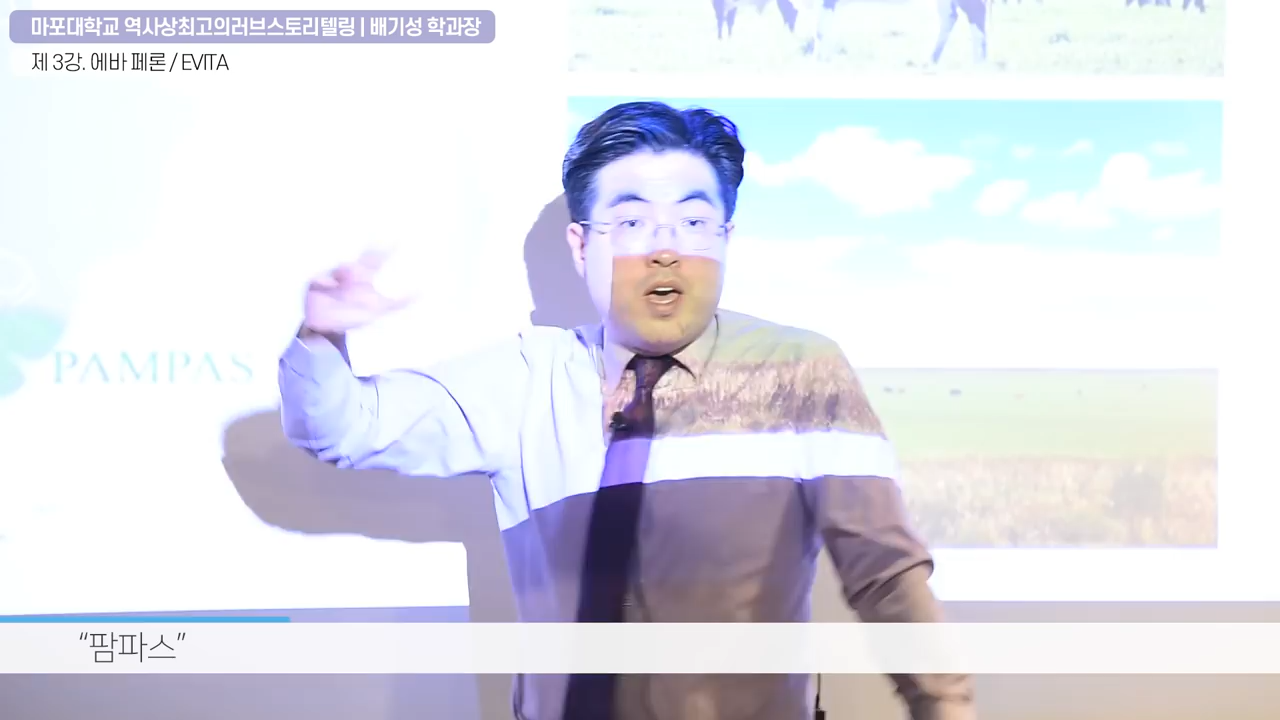 마포대학교 역사상최고의러브스토리텔링 | 배기성 학과장
제 3강. 에바 페론 / EVITA
PAMPAS
“팜파스”